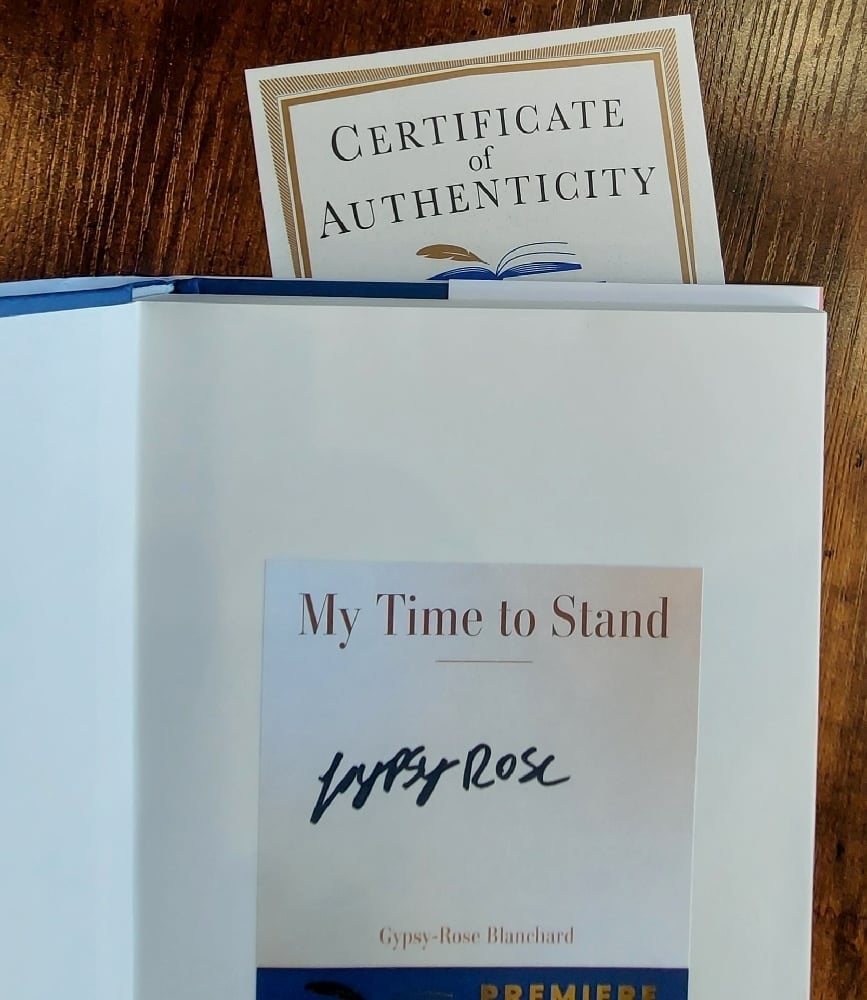 CERTIFICATE
of
AUTHENTICITY
My Time to Stand
Gypsy Rose
Gypsy-Rose Blanchard
PREMIERE